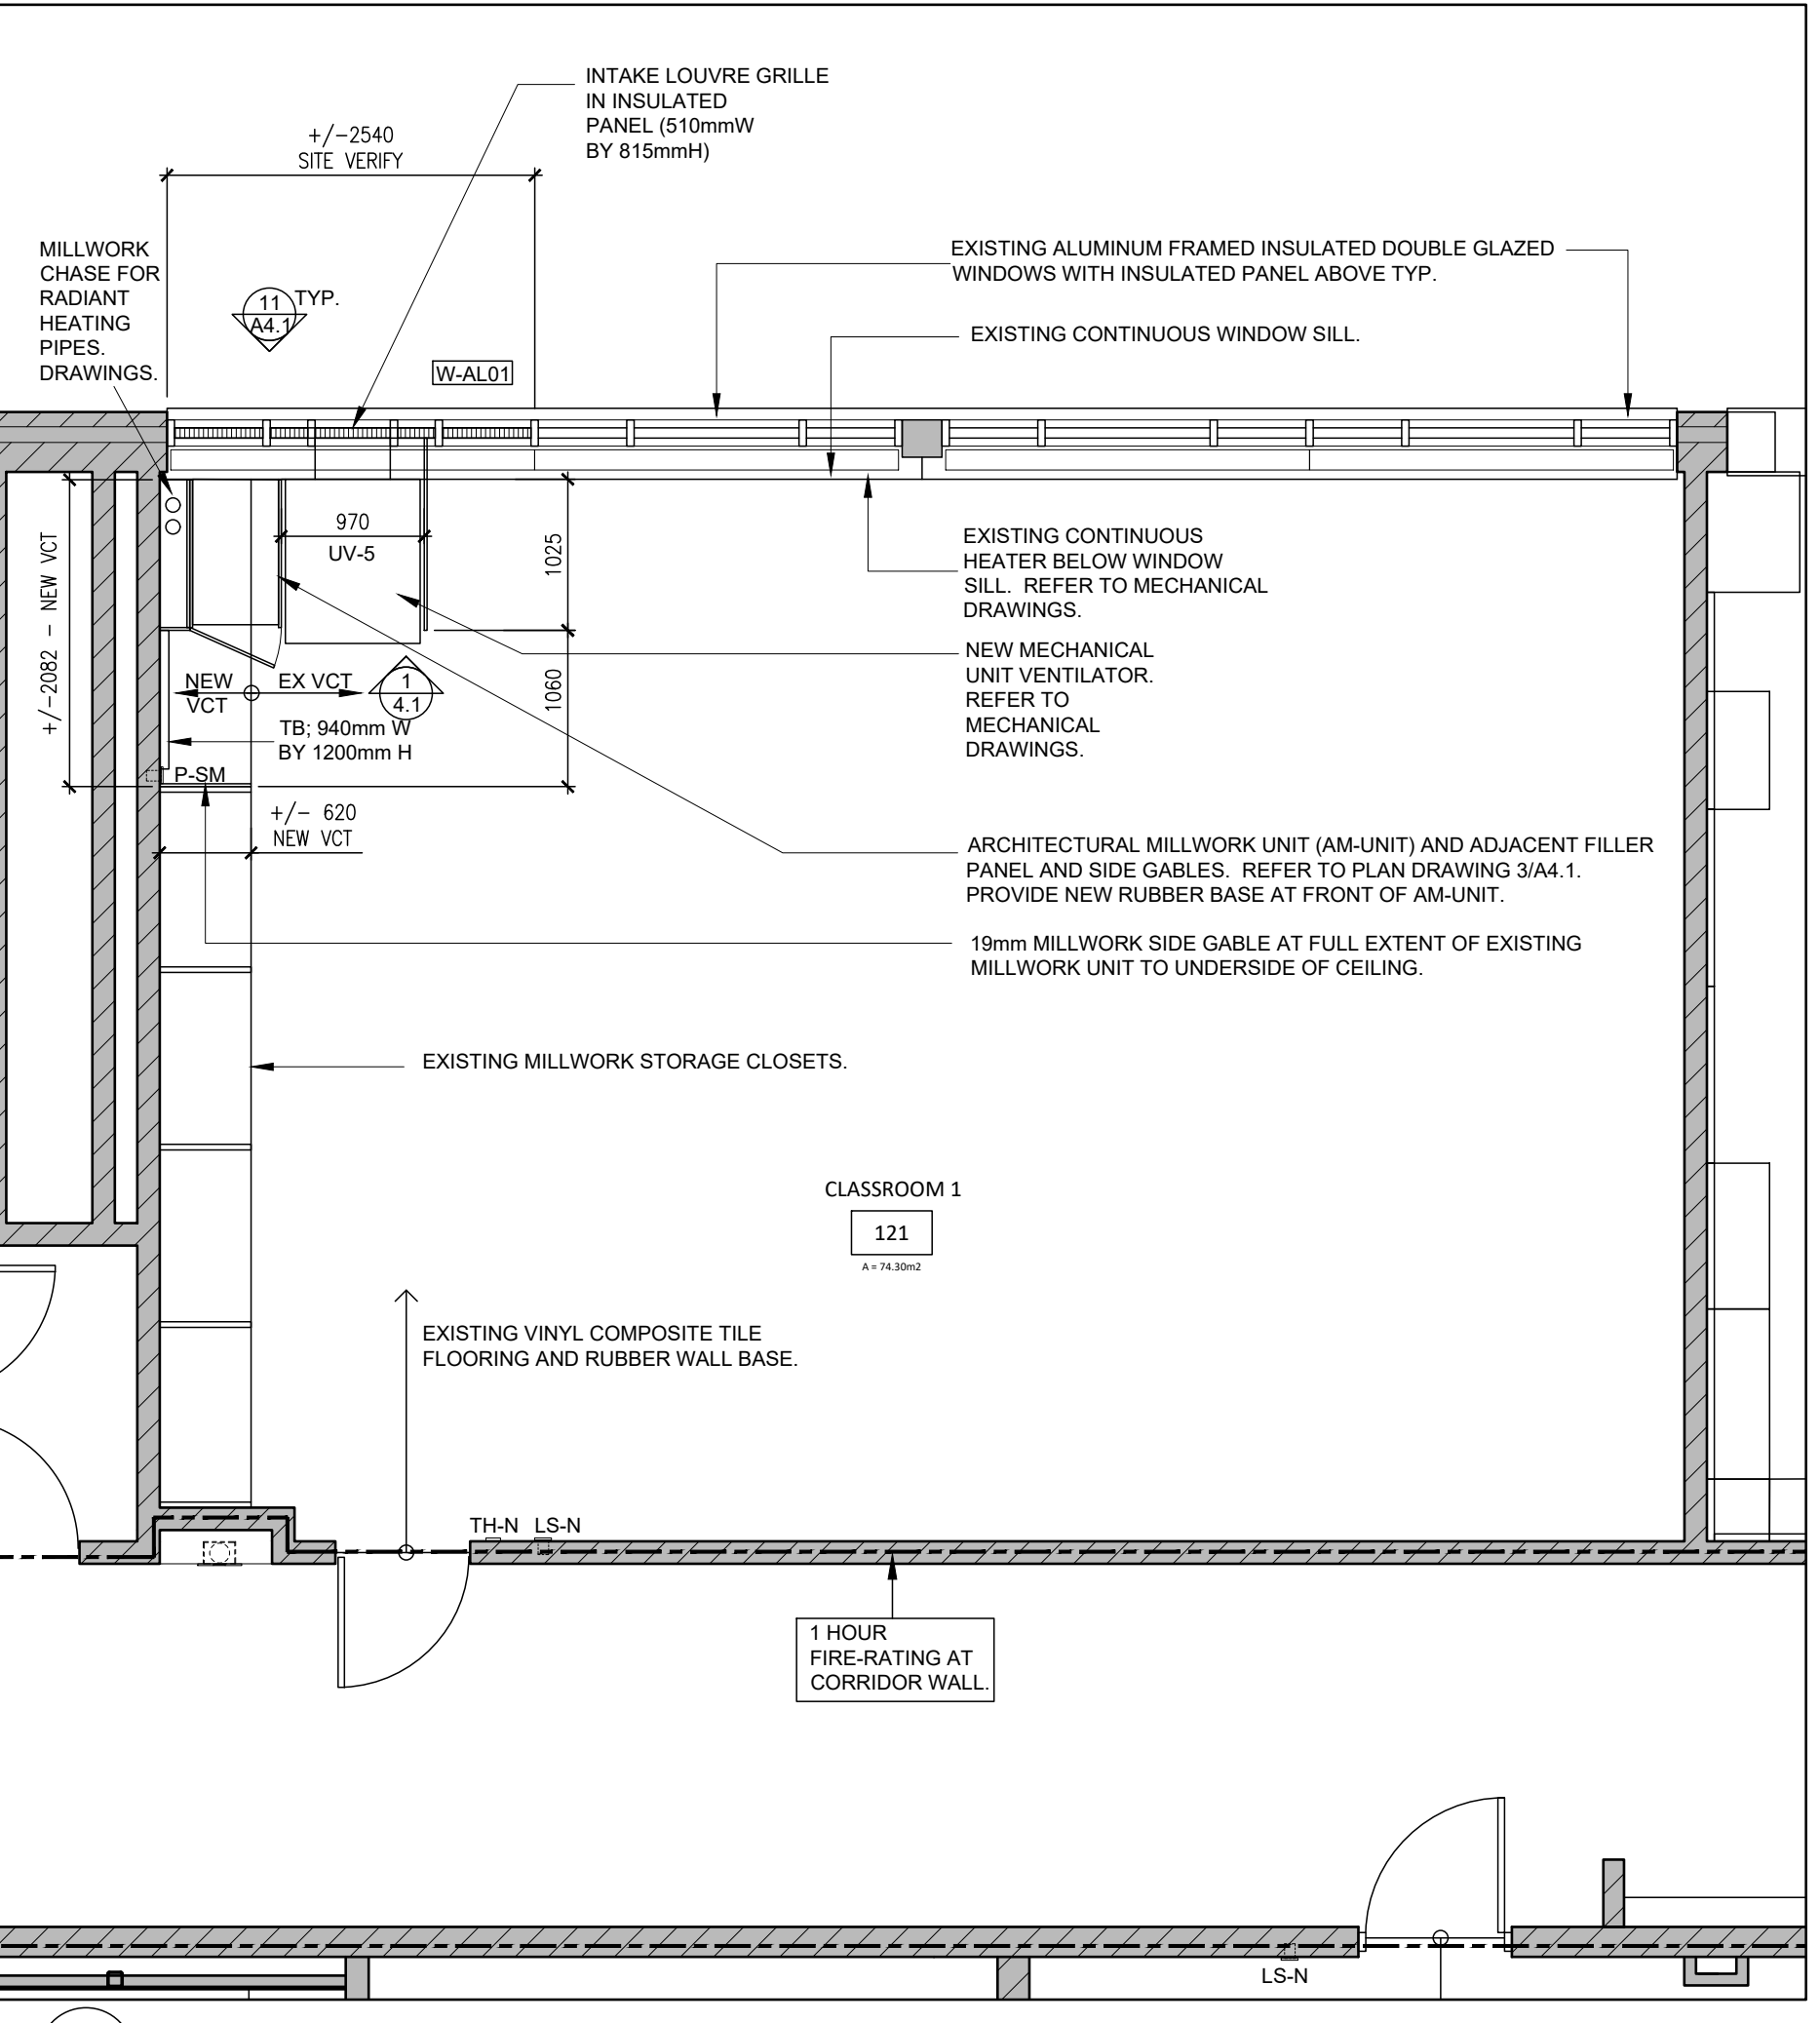 INTAKE LOUVRE GRILLE
IN INSULATED
PANEL (510mmW
BY 815mmH)
+/-2540
SITE VERIFY
MILLWORK
CHASE FOR
RADIANT
HEATING
PIPES.
DRAWINGS.
11
A4.1
TYP.
W-AL01
EXISTING ALUMINUM FRAMED INSULATED DOUBLE GLAZED
WINDOWS WITH INSULATED PANEL ABOVE TYP.
EXISTING CONTINUOUS WINDOW SILL.
970
UV-5
1025
+/-2082 - NEW VCT
EXISTING CONTINUOUS
HEATER BELOW WINDOW
SILL. REFER TO MECHANICAL
DRAWINGS.
NEW MECHANICAL
UNIT VENTILATOR.
REFER TO
MECHANICAL
DRAWINGS.
NEW
VCT
EX VCT
1
4.1
1060
TB; 940mm W
BY 1200mm H
P-SM
+/- 620
NEW VCT
ARCHITECTURAL MILLWORK UNIT (AM-UNIT) AND ADJACENT FILLER
PANEL AND SIDE GABLES. REFER TO PLAN DRAWING 3/A4.1.
PROVIDE NEW RUBBER BASE AT FRONT OF AM-UNIT.
19mm MILLWORK SIDE GABLE AT FULL EXTENT OF EXISTING
MILLWORK UNIT TO UNDERSIDE OF CEILING.
EXISTING MILLWORK STORAGE CLOSETS.
CLASSROOM 1
121
A = 74.30m2
EXISTING VINYL COMPOSITE TILE
FLOORING AND RUBBER WALL BASE.
TH-N
LS-N
1 HOUR
FIRE-RATING AT
CORRIDOR WALL.
LS-N